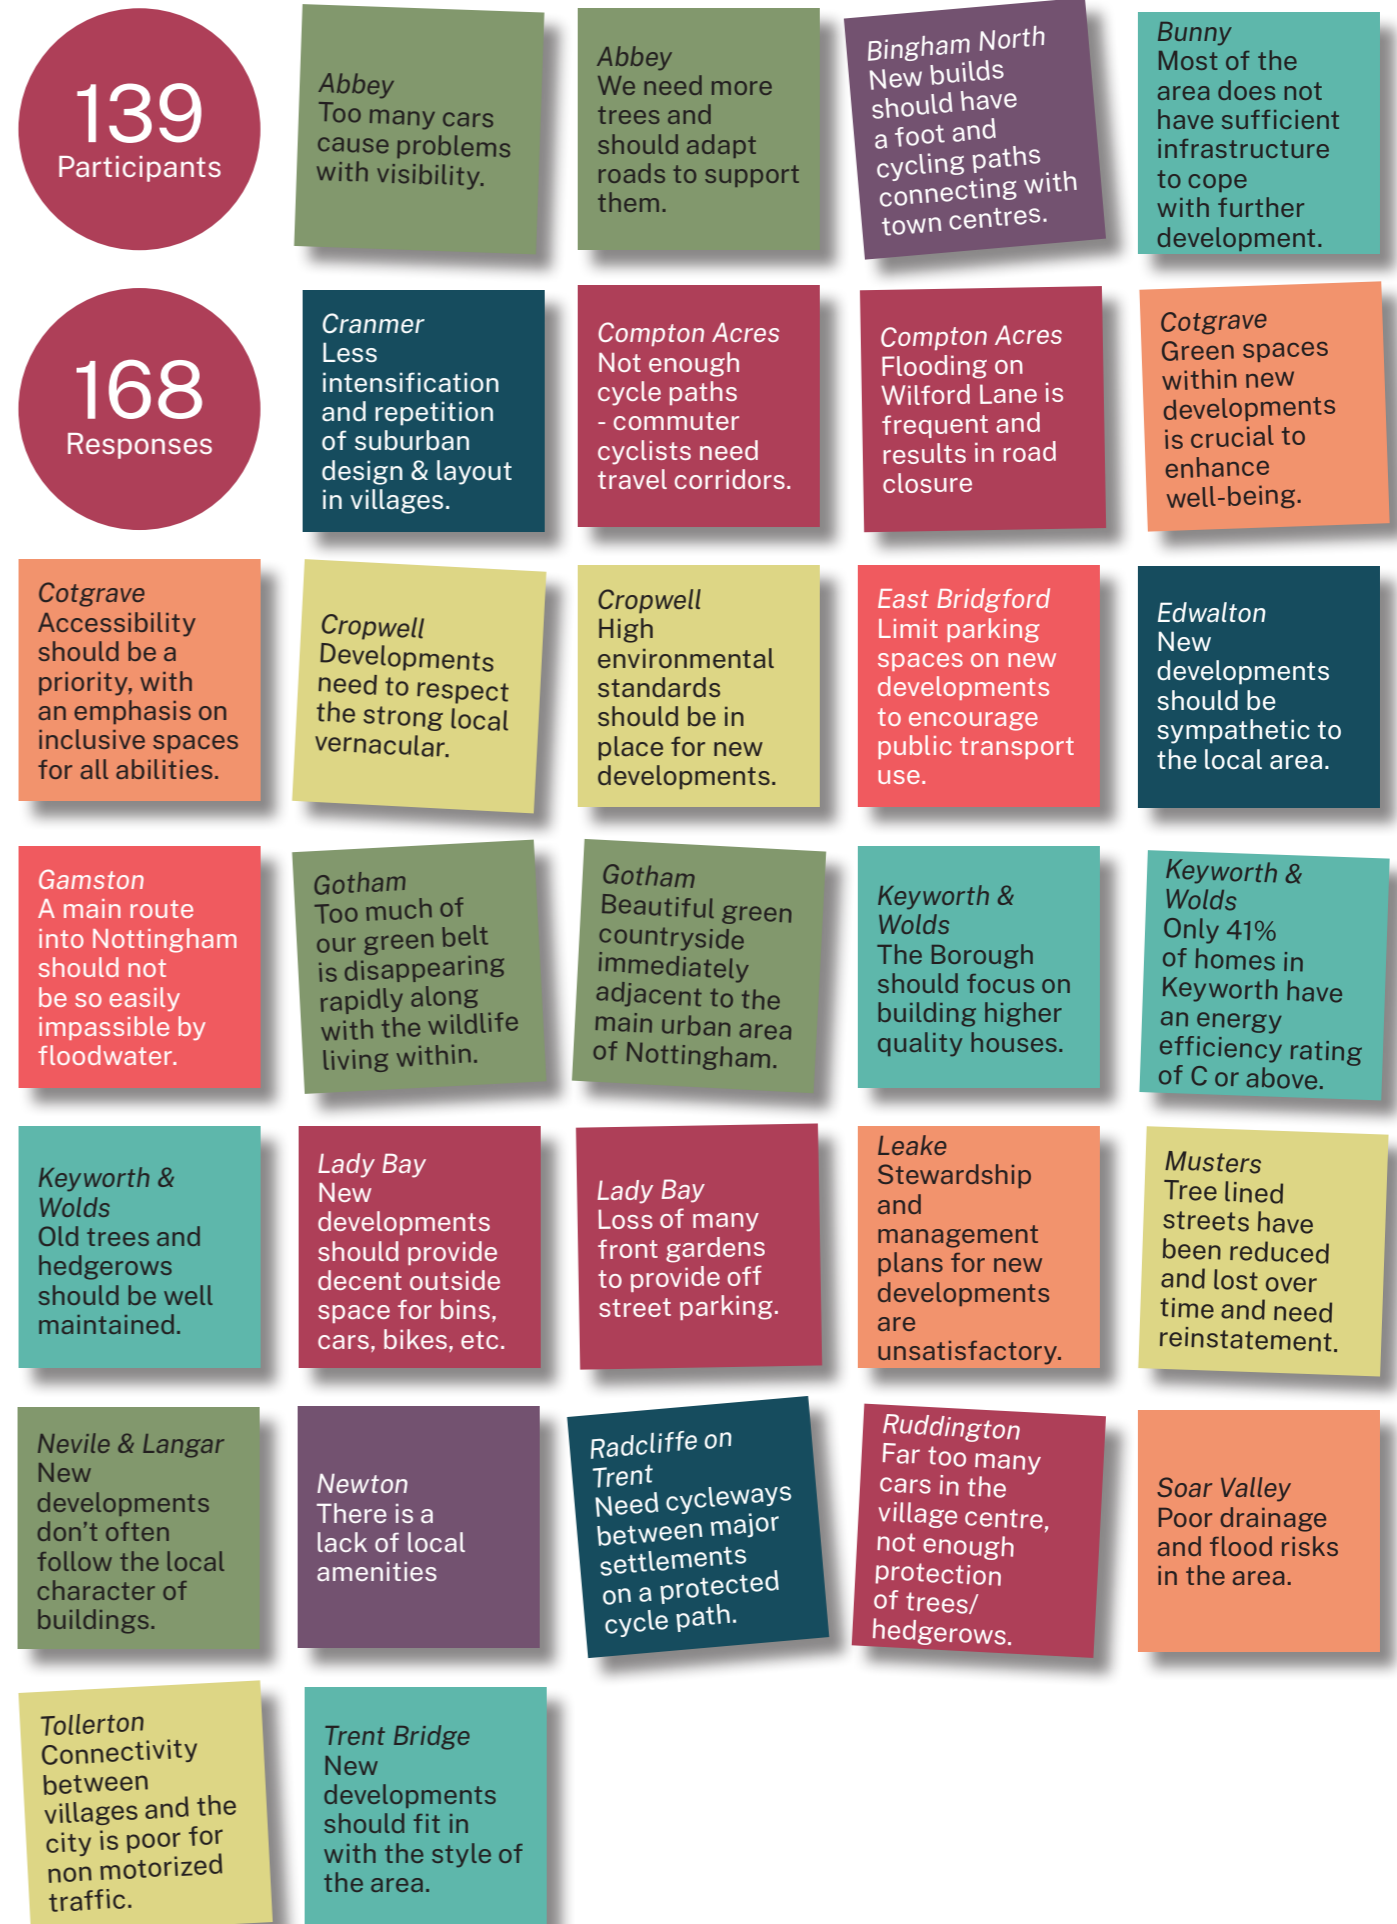 139
Participants
Abbey
Too many cars
cause problems
with visibility.
Abbey
We need more
trees and
should adapt
roads to support
them.
Bingham North
New builds
should have
a foot and
cycling paths
connecting with
town centres.
Bunny
Most of the
area does not
have sufficient
infrastructure
to cope
with further
development.
168
Responses
Cranmer
Less
intensification
and repetition
of suburban
design & layout
in villages.
Compton Acres
Not enough
cycle paths
- commuter
cyclists need
travel corridors.
Compton Acres
Flooding on
Wilford Lane is
frequent and
results in road
closure
Cotgrave
Green spaces
within new
developments
is crucial to
enhance
well-being.
Cotgrave
Accessibility
should be a
priority, with
an emphasis on
inclusive spaces
for all abilities.
Cropwell
Developments
need to respect
the strong local
vernacular.
Cropwell
High
environmental
standards
should be in
place for new
developments.
East Bridgford
Limit parking
spaces on new
developments
to encourage
public transport
use.
Edwalton
New
developments
should be
sympathetic to
the local area.
Gamston
A main route
into Nottingham
should not
be so easily
impassible by
floodwater.
Gotham
Too much of
our green belt
is disappearing
rapidly along
with the wildlife
living within.
Gotham
Beautiful green
countryside
immediately
adjacent to the
main urban area
of Nottingham.
Keyworth &
Wolds
The Borough
should focus on
building higher
quality houses.
Keyworth &
Wolds
Only 41%
of homes in
Keyworth have
an energy
efficiency rating
of C or above.
Keyworth &
Wolds
Old trees and
hedgerows
should be well
maintained.
Lady Bay
New
developments
should provide
decent outside
space for bins,
cars, bikes, etc.
Lady Bay
Loss of many
front gardens
to provide off
street parking.
Leake
Stewardship
and
management
plans for new
developments
are
unsatisfactory.
Musters
Tree lined
streets have
been reduced
and lost over
time and need
reinstatement.
Nevile & Langar
New
developments
don't often
follow the local
character of
buildings.
Newton
There is a
lack of local
amenities
Radcliffe on
Trent
Need cycleways
between major
settlements
on a protected
cycle path.
Ruddington
Far too many
cars in the
village centre,
not enough
protection
of trees/
hedgerows.
Soar Valley
Poor drainage
and flood risks
in the area.
Tollerton
Connectivity
between
villages and the
city is poor for
non motorized
traffic.
Trent Bridge
New
developments
should fit in
with the style of
the area.